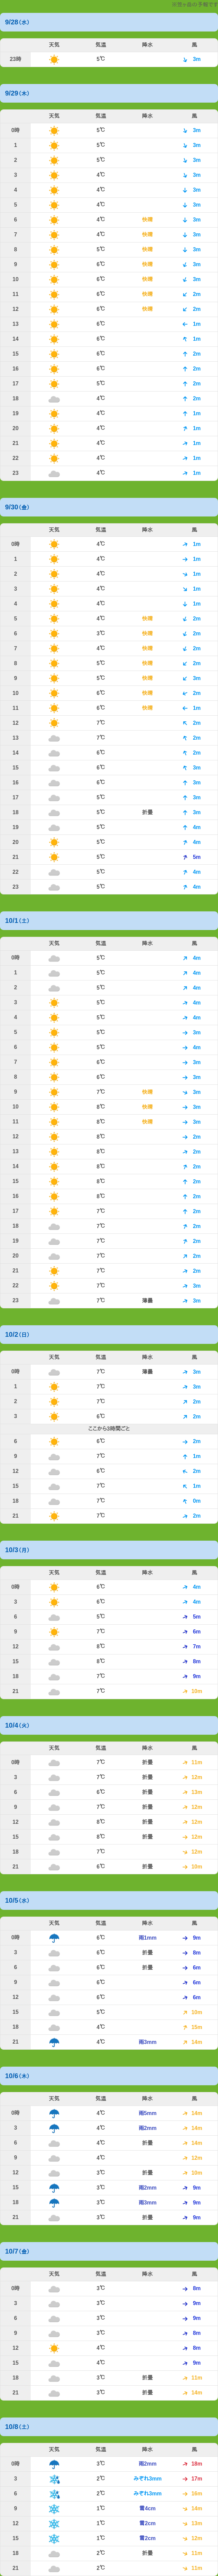 天気と風の予報です
9/28(水)
天気 気温 降水 風
23時 5℃ 3m
9/29(木)
天気 気温 降水 風
0時 5℃ 3m
1 5℃ 3m
2 5℃ 3m
3 4℃ 3m
4 4℃ 3m
5 4℃ 3m
6 4℃ 快晴 3m
7 4℃ 快晴 3m
8 5℃ 快晴 3m
9 6℃ 快晴 3m
10 6℃ 快晴 3m
11 6℃ 快晴 2m
12 6℃ 快晴 2m
13 6℃ 1m
14 6℃ 1m
15 6℃ 2m
16 6℃ 2m
17 5℃ 2m
18 4℃ 2m
19 4℃ 1m
20 4℃ 1m
21 4℃ 1m
22 4℃ 1m
23 4℃ 1m
9/30(金)
天気 気温 降水 風
0時 4℃ 1m
1 4℃ 1m
2 4℃ 1m
3 4℃ 1m
4 4℃ 1m
5 4℃ 快晴 2m
6 3℃ 快晴 2m
7 4℃ 快晴 2m
8 5℃ 快晴 2m
9 5℃ 快晴 3m
10 6℃ 快晴 2m
11 6℃ 快晴 1m
12 7℃ 2m
13 7℃ 2m
14 6℃ 2m
15 6℃ 3m
16 6℃ 3m
17 5℃ 3m
18 5℃ 折曇 3m
19 5℃ 4m
20 5℃ 4m
21 5℃ 5m
22 5℃ 4m
23 5℃ 4m
10/1(土)
天気 気温 降水 風
0時 5℃ 4m
1 5℃ 4m
2 5℃ 4m
3 5℃ 4m
4 5℃ 4m
5 5℃ 3m
6 5℃ 4m
7 6℃ 3m
8 6℃ 3m
9 7℃ 快晴 3m
10 8℃ 快晴 3m
11 8℃ 快晴 3m
12 8℃ 2m
13 8℃ 2m
14 8℃ 2m
15 8℃ 2m
16 8℃ 2m
17 7℃ 2m
18 7℃ 2m
19 7℃ 2m
20 7℃ 2m
21 7℃ 2m
22 7℃ 3m
23 7℃ 薄曇 3m
10/2(日)
天気 気温 降水 風
0時 7℃ 薄曇 3m
1 7℃ 3m
2 7℃ 2m
3 6℃ 2m
ここから3時間ごと
6 6℃ 2m
9 7℃ 1m
12 6℃ 2m
15 7℃ 1m
18 7℃ 0m
21 7℃ 2m
10/3(月)
天気 気温 降水 風
0時 6℃ 4m
3 6℃ 4m
6 5℃ 5m
9 7℃ 6m
12 8℃ 7m
15 8℃ 8m
18 7℃ 9m
21 7℃ 10m
10/4(火)
天気 気温 降水 風
0時 7℃ 折曇 11m
3 7℃ 折曇 12m
6 6℃ 折曇 13m
9 7℃ 折曇 12m
12 8℃ 折曇 12m
15 8℃ 折曇 12m
18 7℃ 12m
21 6℃ 折曇 10m
10/5(水)
天気 気温 降水 風
0時 6℃ 雨1mm 9m
3 6℃ 折曇 8m
6 6℃ 折曇 6m
9 6℃ 6m
12 6℃ 6m
15 5℃ 10m
18 4℃ 15m
21 4℃ 雨3mm 14m
10/6(木)
天気 気温 降水 風
0時 4℃ 雨5mm 14m
3 4℃ 雨2mm 14m
6 4℃ 折曇 14m
9 4℃ 12m
12 3℃ 折曇 10m
15 3℃ 雨2mm 9m
18 3℃ 雨3mm 9m
21 3℃ 折曇 9m
10/7(金)
天気 気温 降水 風
0時 3℃ 8m
3 3℃ 9m
6 3℃ 9m
9 3℃ 8m
12 4℃ 8m
15 4℃ 9m
18 3℃ 折曇 11m
21 3℃ 折曇 14m
10/8(土)
天気 気温 降水 風
0時 3℃ 雨2mm 18m
3 2℃ みぞれ3mm 17m
6 2℃ みぞれ3mm 16m
9 1℃ 雪4cm 14m
12 1℃ 雪2cm 13m
15 1℃ 雪2cm 12m
18 2℃ 折曇 11m
21 2℃ 11m